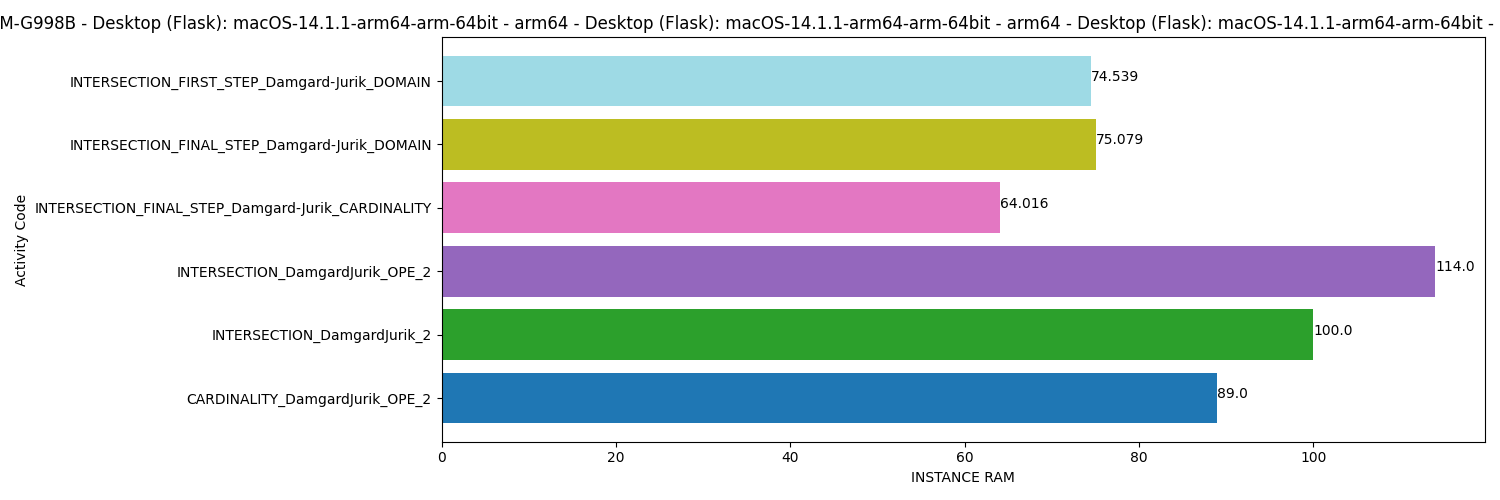 M-G998B - Desktop (Flask): macOS-14.1.1-arm64-arm-64bit - arm64 - Desktop (Flask): macOS-14.1.1-arm64-arm-64bit - arm64 - Desktop (Flask): macOS-14.1.1-arm64-arm-64bit -
INTERSECTION_FIRST_STEP_Damgard-Jurik_DOMAIN
74.539
INTERSECTION_FINAL_STEP_Damgard-Jurik_DOMAIN
75.079
INTERSECTION_FINAL_STEP_Damgard-Jurik_CARDINALITY
64.016
INTERSECTION_DamgardJurik_OPE_2
114.0
INTERSECTION_DamgardJurik_2
100.0
CARDINALITY_DamgardJurik_OPE_2
89.0
Activity Code
0 20 40 60 80 100
INSTANCE RAM